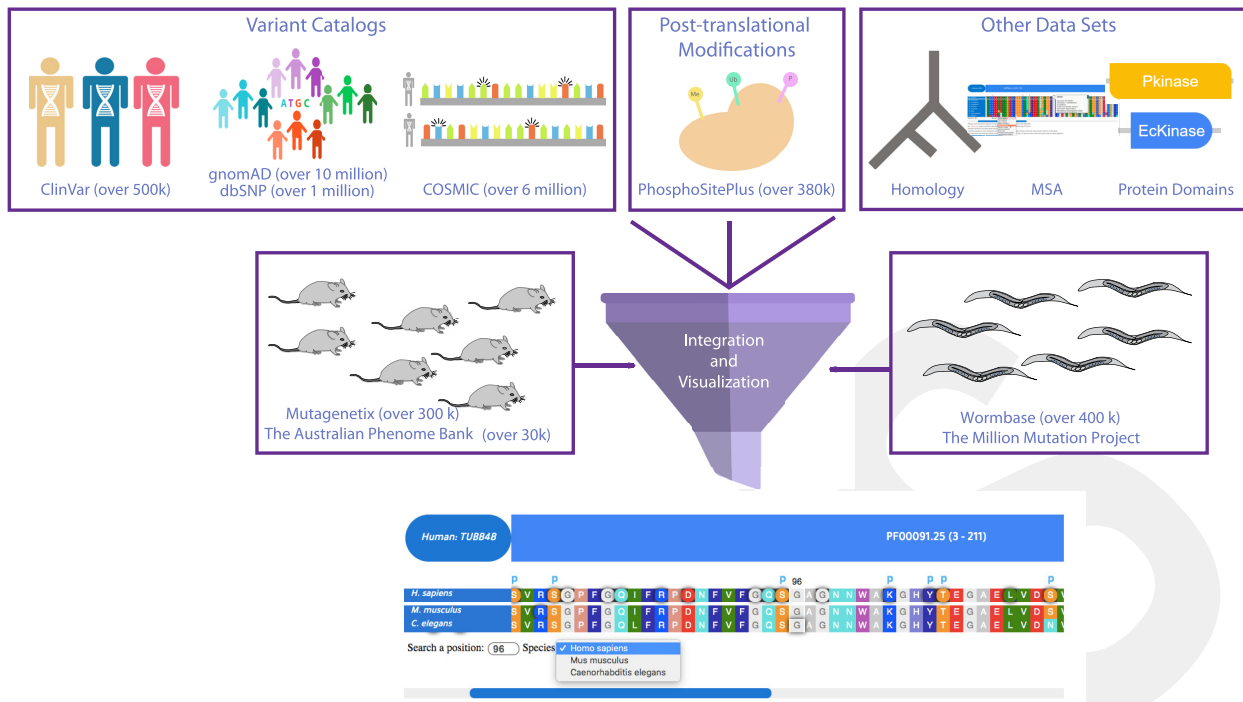 Variant Catalogs
ATGC
ClinVar (over 500k)
gnomAD (over 10 million)
dbSNP (over 1 million)
COSMIC (over 6 million)
Post-translational
Modifications
Me
Ub
P
PhosphoSitePlus (over 380k)
Other Data Sets
Pkinase
EcKinase
Homology
MSA
Protein Domains
Mutagenetix (over 300 k)
The Australian Phenome Bank (over 30k)
Integration
and
Visualization
Wormbase (over 400 k)
The Million Mutation Project
Human: TUBB4B
PF00091.25 (3 - 211)
P P P 96 P P P P
H. sapiens S V R S G P F G Q I F R P D N F V F G Q S G A G N N W A K G H Y T E G A E L V D S V
M. musculus S V R S G P F G Q I F R P D N F V F G Q S G A G N N W A K G H Y T E G A E L V D S V
C. elegans S V R S G P F G Q L F R P D N F V F G Q S G A G N N W A K G H Y T E G A E L V D N V
Search a position: 96 Species ✓ Homo sapiens
Mus musculus
Caenorhabditis elegans